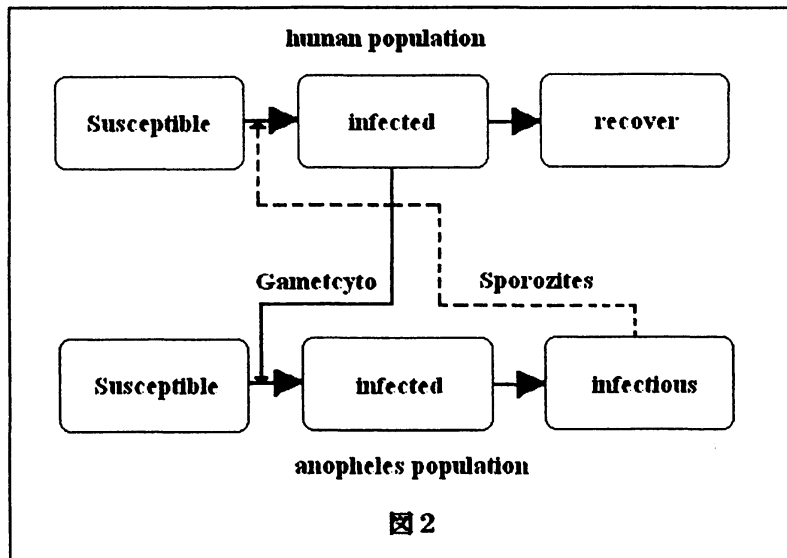 human population
Susceptible infected recover
Gametcyto Sporozites
Susceptible infected infectious
anopheles population
図2